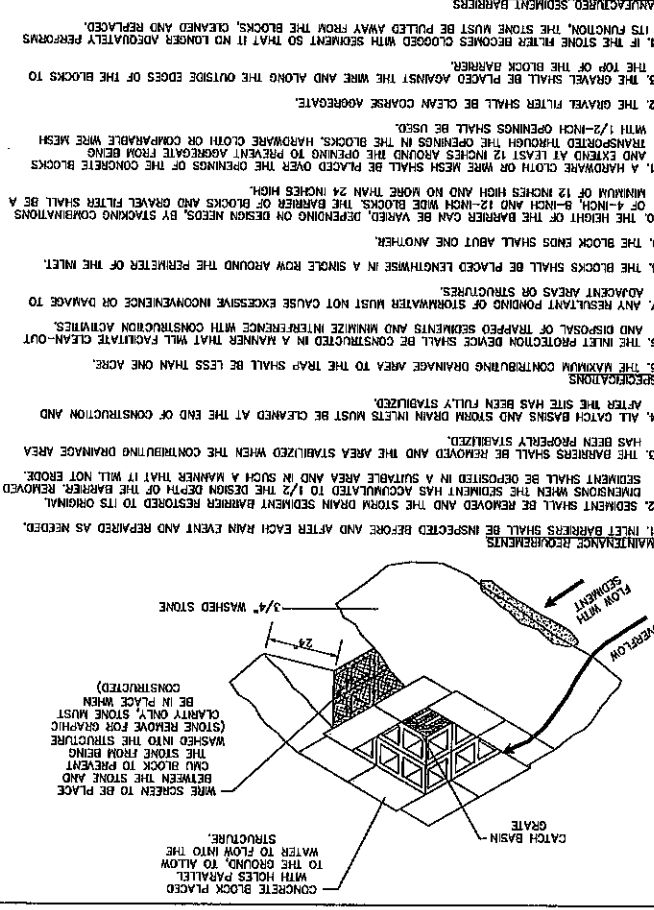 CONCRETE BLOCK PLACED
WITH HOLES PARALLEL
TO THE GROUND, TO ALLOW
WATER TO FLOW INTO THE
STRUCTURE.
CATCH BASIN
GRATE
WIRE SCREEN TO BE PLACE
BETWEEN THE STONE AND
CMU BLOCK TO PREVENT
THE STONE FROM BEING
WASHED INTO THE STRUCTURE
(STONE REMOVE FOR GRAPHIC
CLARITY ONLY, STONE MUST
BE IN PLACE WHEN
CONSTRUCTED)
VERFLOW
FLOW WITH
SEDIMENT
24"
3/4" WASHED STONE
MAINTENANCE REQUIREMENTS
1. INLET BARRIERS SHALL BE INSPECTED BEFORE AND AFTER EACH RAIN EVENT AND REPAIRED AS NEEDED.
2. SEDIMENT SHALL BE REMOVED AND THE STORM DRAIN SEDIMENT BARRIER RESTORED TO ITS ORIGINAL
DIMENSIONS WHEN THE SEDIMENT HAS ACCUMULATED TO 1/2 THE DESIGN DEPTH OF THE BARRIER. REMOVED
SEDIMENT SHALL BE DEPOSITED IN A SUITABLE AREA AND IN SUCH A MANNER THAT IT WILL NOT ERODE.
3. THE BARRIERS SHALL BE REMOVED AND THE AREA STABILIZED WHEN THE CONTRIBUTING DRAINAGE AREA
HAS BEEN PROPERLY STABILIZED.
4. ALL CATCH BASINS AND STORM DRAIN INLETS MUST BE CLEANED AT THE END OF CONSTRUCTION AND
AFTER THE SITE HAS BEEN FULLY STABILIZED.
SPECIFICATIONS
5. THE MAXIMUM CONTRIBUTING DRAINAGE AREA TO THE TRAP SHALL BE LESS THAN ONE ACRE.
6. THE INLET PROTECTION DEVICE SHALL BE CONSTRUCTED IN A MANNER THAT WILL FACILITATE CLEAN-OUT
AND DISPOSAL OF TRAPPED SEDIMENTS AND MINIMIZE INTERFERENCE WITH CONSTRUCTION ACTIVITIES.
7. ANY RESULTANT PONDING OF STORMWATER MUST NOT CAUSE EXCESSIVE INCONVENIENCE OR DAMAGE TO
ADJACENT AREAS OR STRUCTURES.
. THE BLOCKS SHALL BE PLACED LENGTHWISE IN A SINGLE ROW AROUND THE PERIMETER OF THE INLET.
. THE BLOCK ENDS SHALL ABUT ONE ANOTHER.
0. THE HEIGHT OF THE BARRIER CAN BE VARIED, DEPENDING ON DESIGN NEEDS, BY STACKING COMBINATIONS
OF 4-INCH, 8-INCH AND 12-INCH WIDE BLOCKS. THE BARRIER OF BLOCKS AND GRAVEL FILTER SHALL BE A
MINIMUM OF 12 INCHES HIGH AND NO MORE THAN 24 INCHES HIGH.
1. A HARDWARE CLOTH OR WIRE MESH SHALL BE PLACED OVER THE OPENINGS OF THE CONCRETE BLOCKS
AND EXTEND AT LEAST 12 INCHES AROUND THE OPENING TO PREVENT AGGREGATE FROM BEING
TRANSPORTED THROUGH THE OPENINGS IN THE BLOCKS. HARDWARE CLOTH OR COMPARABLE WIRE MESH
WITH 1/2-INCH OPENINGS SHALL BE USED.
2. THE GRAVEL FILTER SHALL BE CLEAN COARSE AGGREGATE.
3. THE GRAVEL SHALL BE PLACED AGAINST THE WIRE AND ALONG THE OUTSIDE EDGES OF THE BLOCKS TO
THE TOP OF THE BLOCK BARRIER.
4. IF THE STONE FILTER BECOMES CLOGGED WITH SEDIMENT SO THAT IT NO LONGER ADEQUATELY PERFORMS
ITS FUNCTION, THE STONE MUST BE PULLED AWAY FROM THE BLOCKS, CLEANED AND REPLACED.
MANUFACTURED SEDIMENT BARRIERS